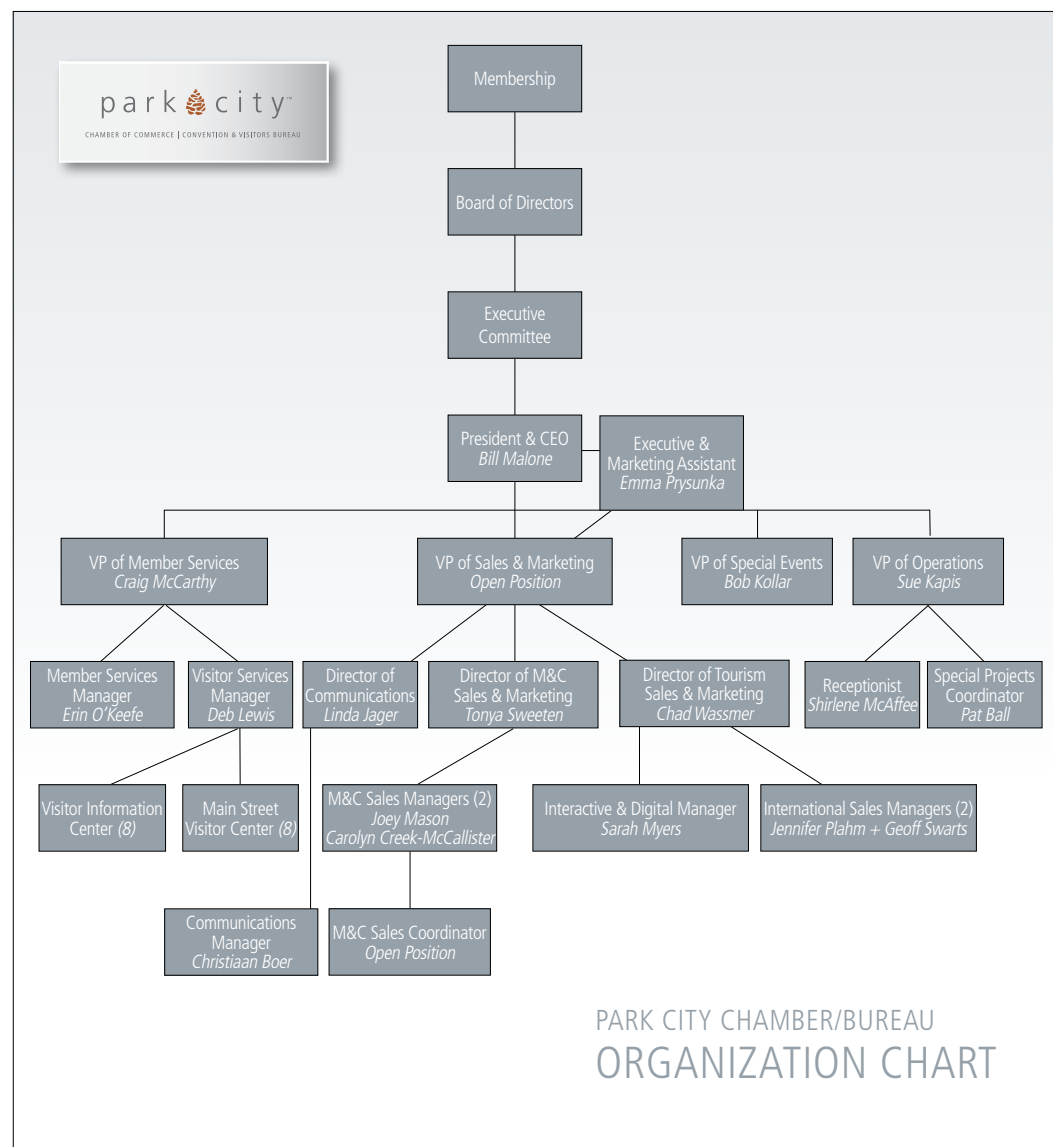 park city™
CHAMBER OF COMMERCE | CONVENTION & VISITORS BUREAU
Membership
Board of Directors
Executive
Committee
President & CEO
Bill Malone
Executive &
Marketing Assistant
Emma Prysunka
VP of Member Services
Craig McCarthy
VP of Sales & Marketing
Open Position
VP of Special Events
Bob Kollar
VP of Operations
Sue Kapis
Member Services
Manager
Erin O’Keefe
Visitor Services
Manager
Deb Lewis
Director of
Communications
Linda Jager
Director of M&C
Sales & Marketing
Tonya Sweeten
Director of Tourism
Sales & Marketing
Chad Wassmer
Receptionist
Shirlene McAffee
Special Projects
Coordinator
Pat Ball
Visitor Information
Center (8)
Main Street
Visitor Center (8)
M&C Sales Managers (2)
Joey Mason
Carolyn Creek-McCallister
Interactive & Digital Manager
Sarah Myers
International Sales Managers (2)
Jennifer Plahm + Geoff Swarts
Communications
Manager
Christiaan Boer
M&C Sales Coordinator
Open Position
PARK CITY CHAMBER/BUREAU
ORGANIZATION CHART